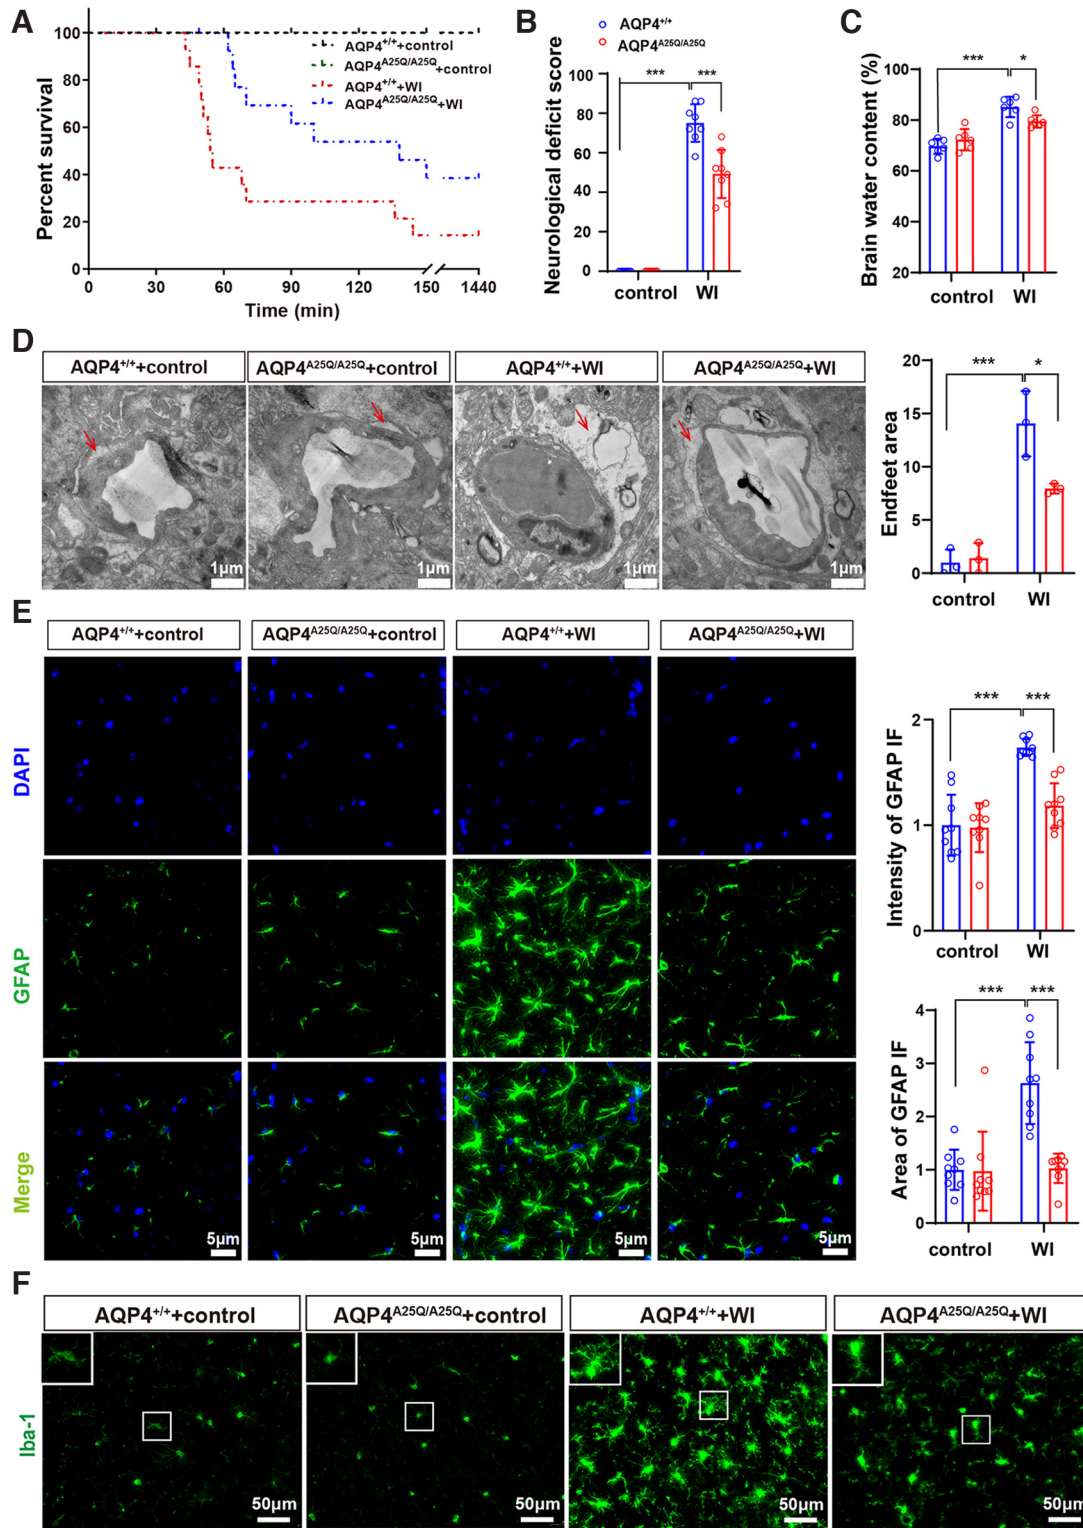 A
Percent survival
100
80
60
40
20
0
0 30 60 90 120 150 1440
Time (min)
AQP4+/++control
AQP4A25Q/A25Q+control
AQP4+/++WI
AQP4A25Q/A25Q+WI
B
AQP4+/+
AQP4A25Q/A25Q
Neurological deficit score
100
80
60
40
20
0
*** ***
control WI
C
Brain water content (%)
100
80
60
40
20
*** *
control WI
D
AQP4+/++control AQP4A25Q/A25Q+control AQP4+/++WI AQP4A25Q/A25Q+WI
1μm 1μm 1μm 1μm
Endfeet area
20
15
10
5
0
*** *
control WI
E
AQP4+/++control AQP4A25Q/A25Q+control AQP4+/++WI AQP4A25Q/A25Q+WI
DAPI
GFAP
Merge
5μm 5μm 5μm 5μm
Intensity of GFAP IF
2
1
0
*** ***
control WI
Area of GFAP IF
4
3
2
1
0
*** ***
control WI
F
AQP4+/++control AQP4A25Q/A25Q+control AQP4+/++WI AQP4A25Q/A25Q+WI
Iba-1
50μm 50μm 50μm 50μm